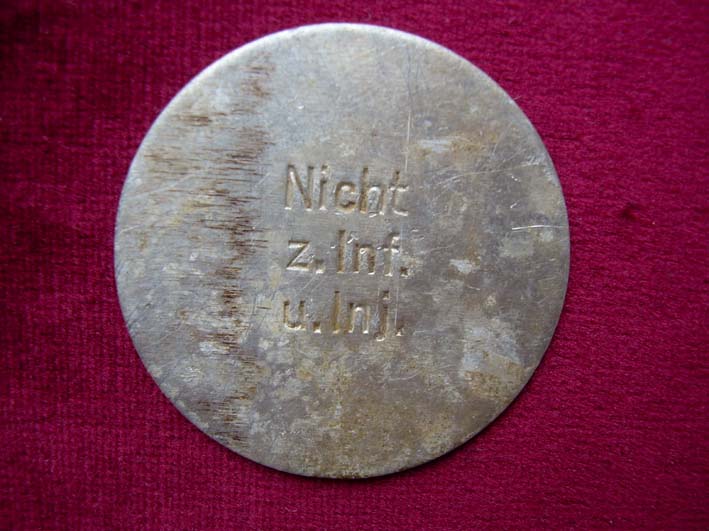 Nicht
z. Inf.
u. Inj.